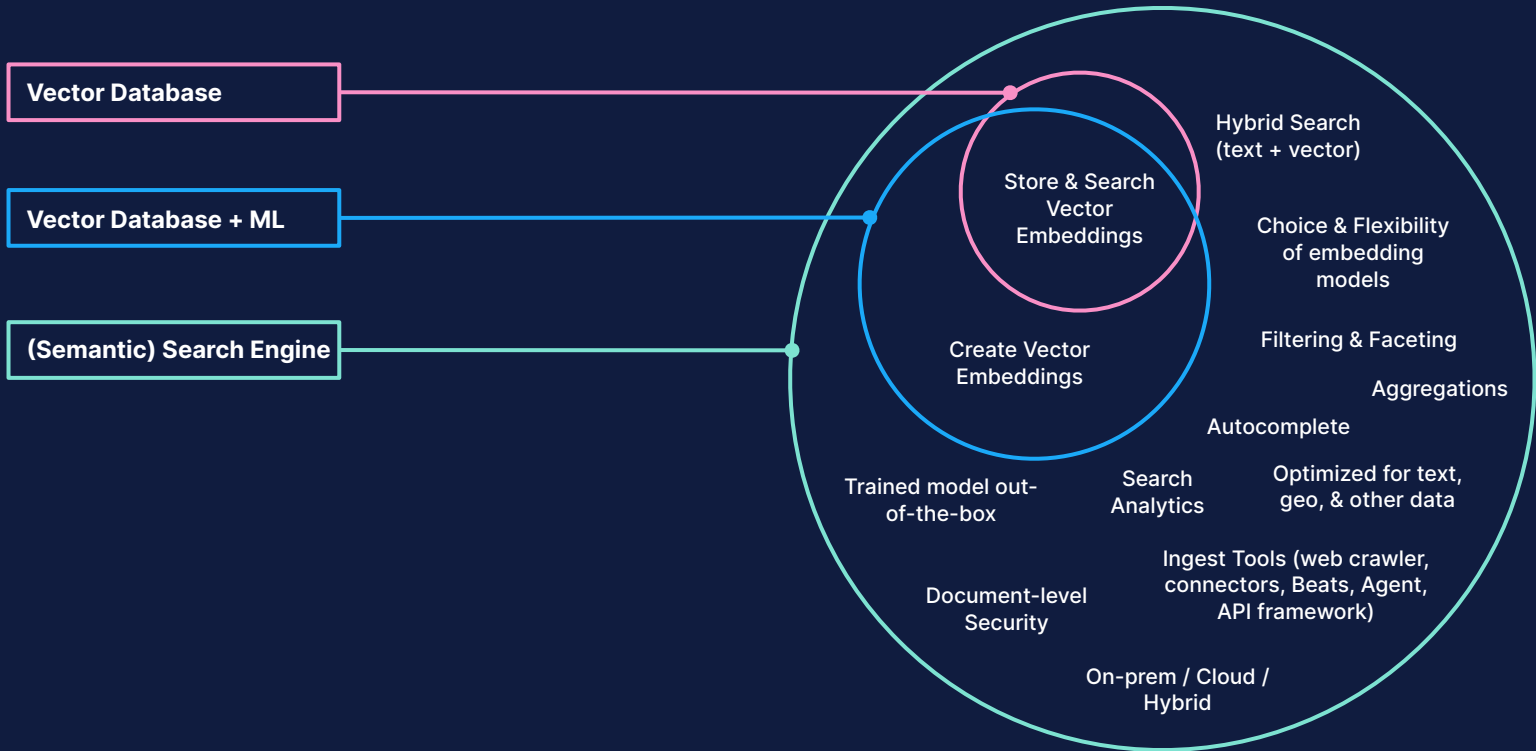 Vector Database
Vector Database + ML
(Semantic) Search Engine
Store & Search
Vector
Embeddings
Create Vector
Embeddings
Hybrid Search
(text + vector)
Choice & Flexibility
of embedding
models
Filtering & Faceting
Aggregations
Autocomplete
Trained model out-
of-the-box
Search
Analytics
Optimized for text,
geo, & other data
Document-level
Security
Ingest Tools (web crawler,
connectors, Beats, Agent,
API framework)
On-prem / Cloud /
Hybrid